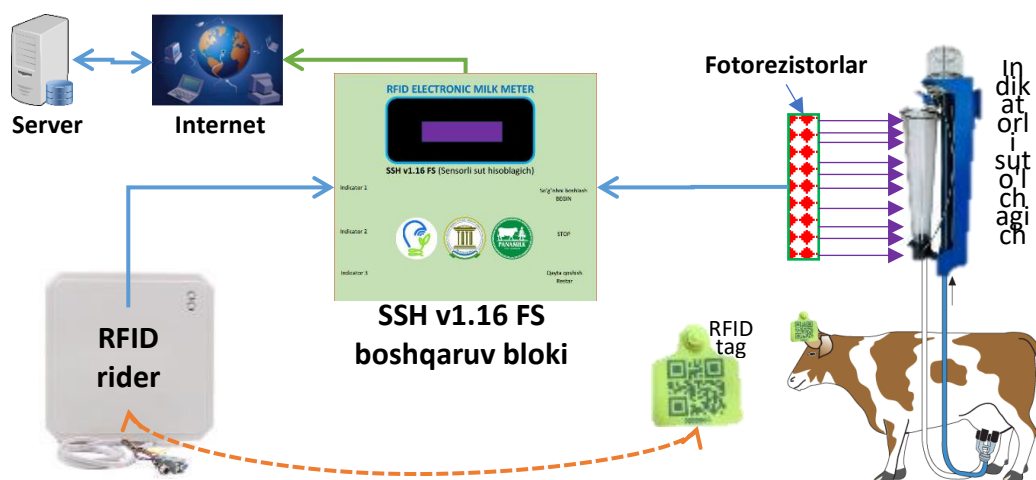 Server
Internet
RFID ELECTRONIC MILK METER
SSH v1.16 FS (Sensorli sut hisoblagich)
Indicator 1
Indicator 2
Indicator 3
So'g'ishni boshlash
BEGIN
STOP
Qayta qoshish
Restar
PANAMILK
SSH v1.16 FS
boshqaruv bloki
RFID
rider
RFID
tag
Fotorezistorlar
In
dik
at
orl
i
sut
o'l
ch
agi
ch